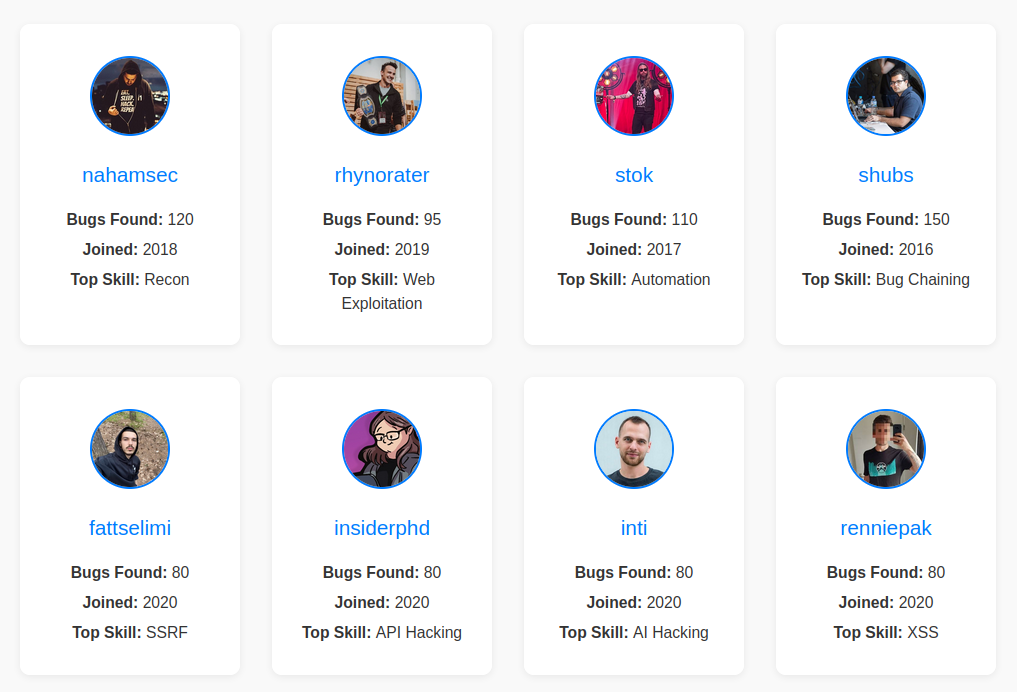 EAT.
SLEEP.
HACK.
REPEAT
nahamsec
Bugs Found: 120
Joined: 2018
Top Skill: Recon
rhynorater
Bugs Found: 95
Joined: 2019
Top Skill: Web
Exploitation
stok
Bugs Found: 110
Joined: 2017
Top Skill: Automation
shubs
Bugs Found: 150
Joined: 2016
Top Skill: Bug Chaining
fattselimi
Bugs Found: 80
Joined: 2020
Top Skill: SSRF
insiderphd
Bugs Found: 80
Joined: 2020
Top Skill: API Hacking
inti
Bugs Found: 80
Joined: 2020
Top Skill: AI Hacking
renniepak
Bugs Found: 80
Joined: 2020
Top Skill: XSS